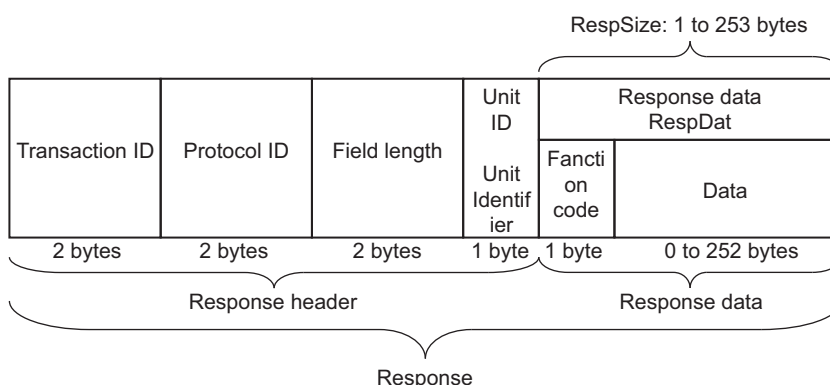 RespSize: 1 to 253 bytes
Transaction ID
Protocol ID
Field length
Unit
ID
Unit
Identif
ier
Response data
RespDat
Fancti
on
code
Data
2 bytes
2 bytes
2 bytes
1 byte
1 byte
0 to 252 bytes
Response header
Response data
Response